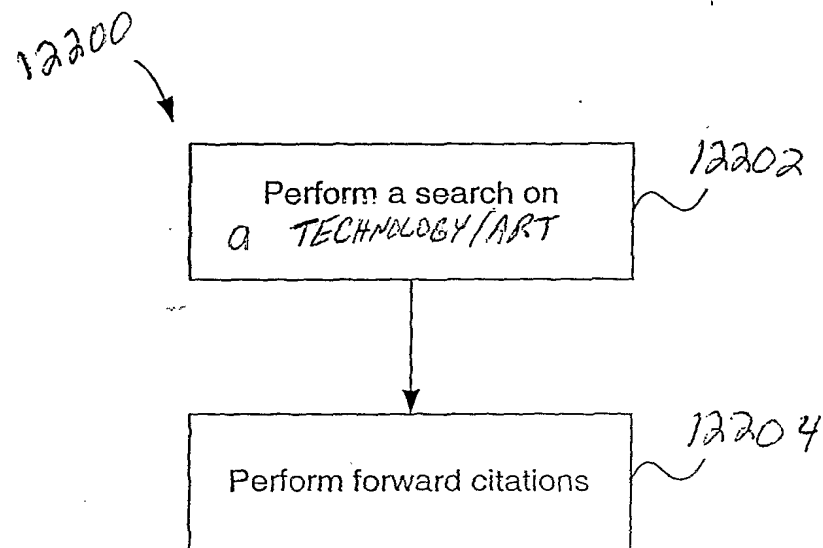 12200
Perform a search on
12202
a TECHNOLOGY/ART
12204
Perform forward citations